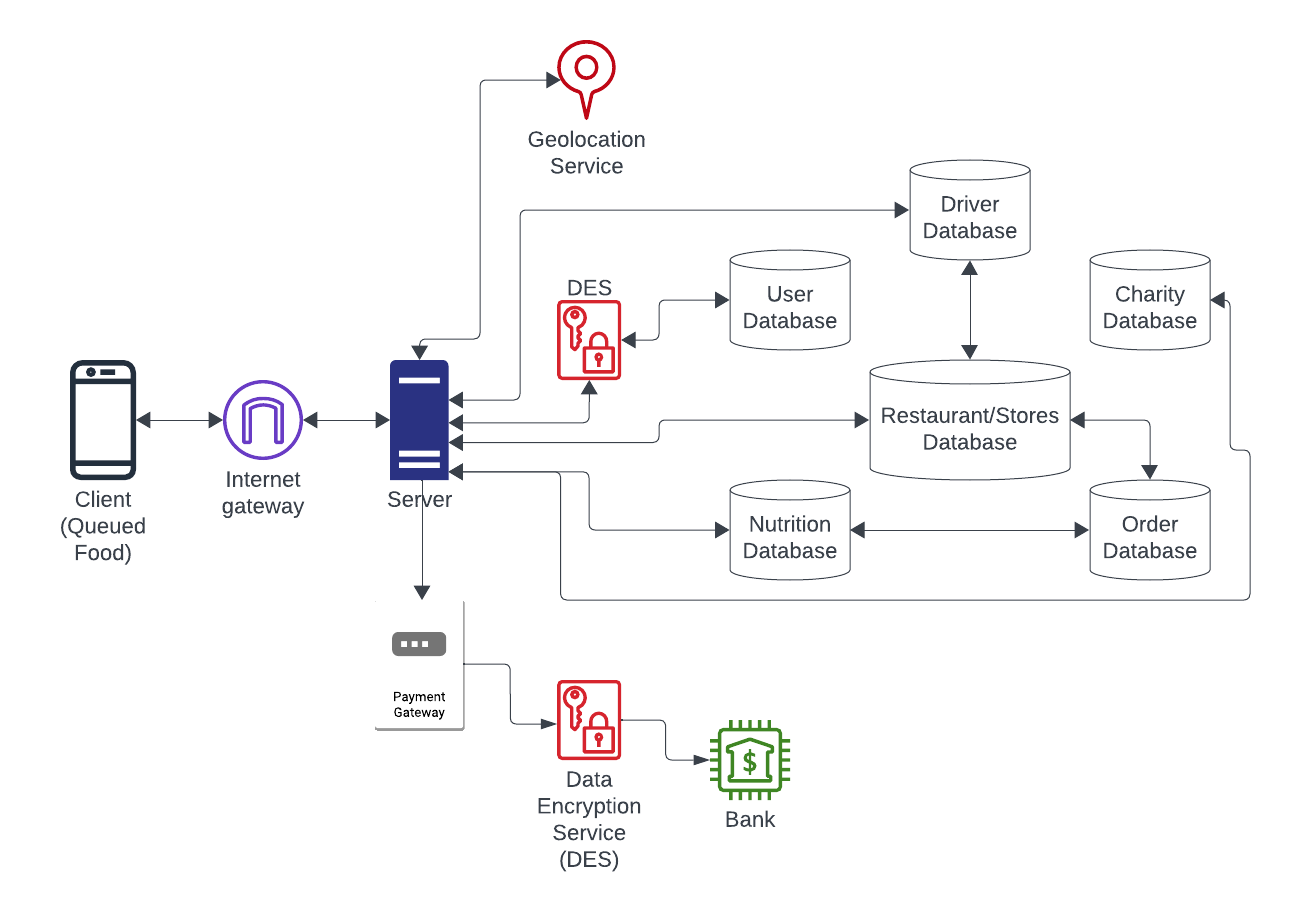 Geolocation
Service
Driver
Database
DES
User
Database
Charity
Database
Restaurant/Stores
Database
Client
(Queued
Food)
Internet
gateway
Server
Nutrition
Database
Order
Database
Payment
Gateway
$
Data
Encryption
Service
(DES)
Bank